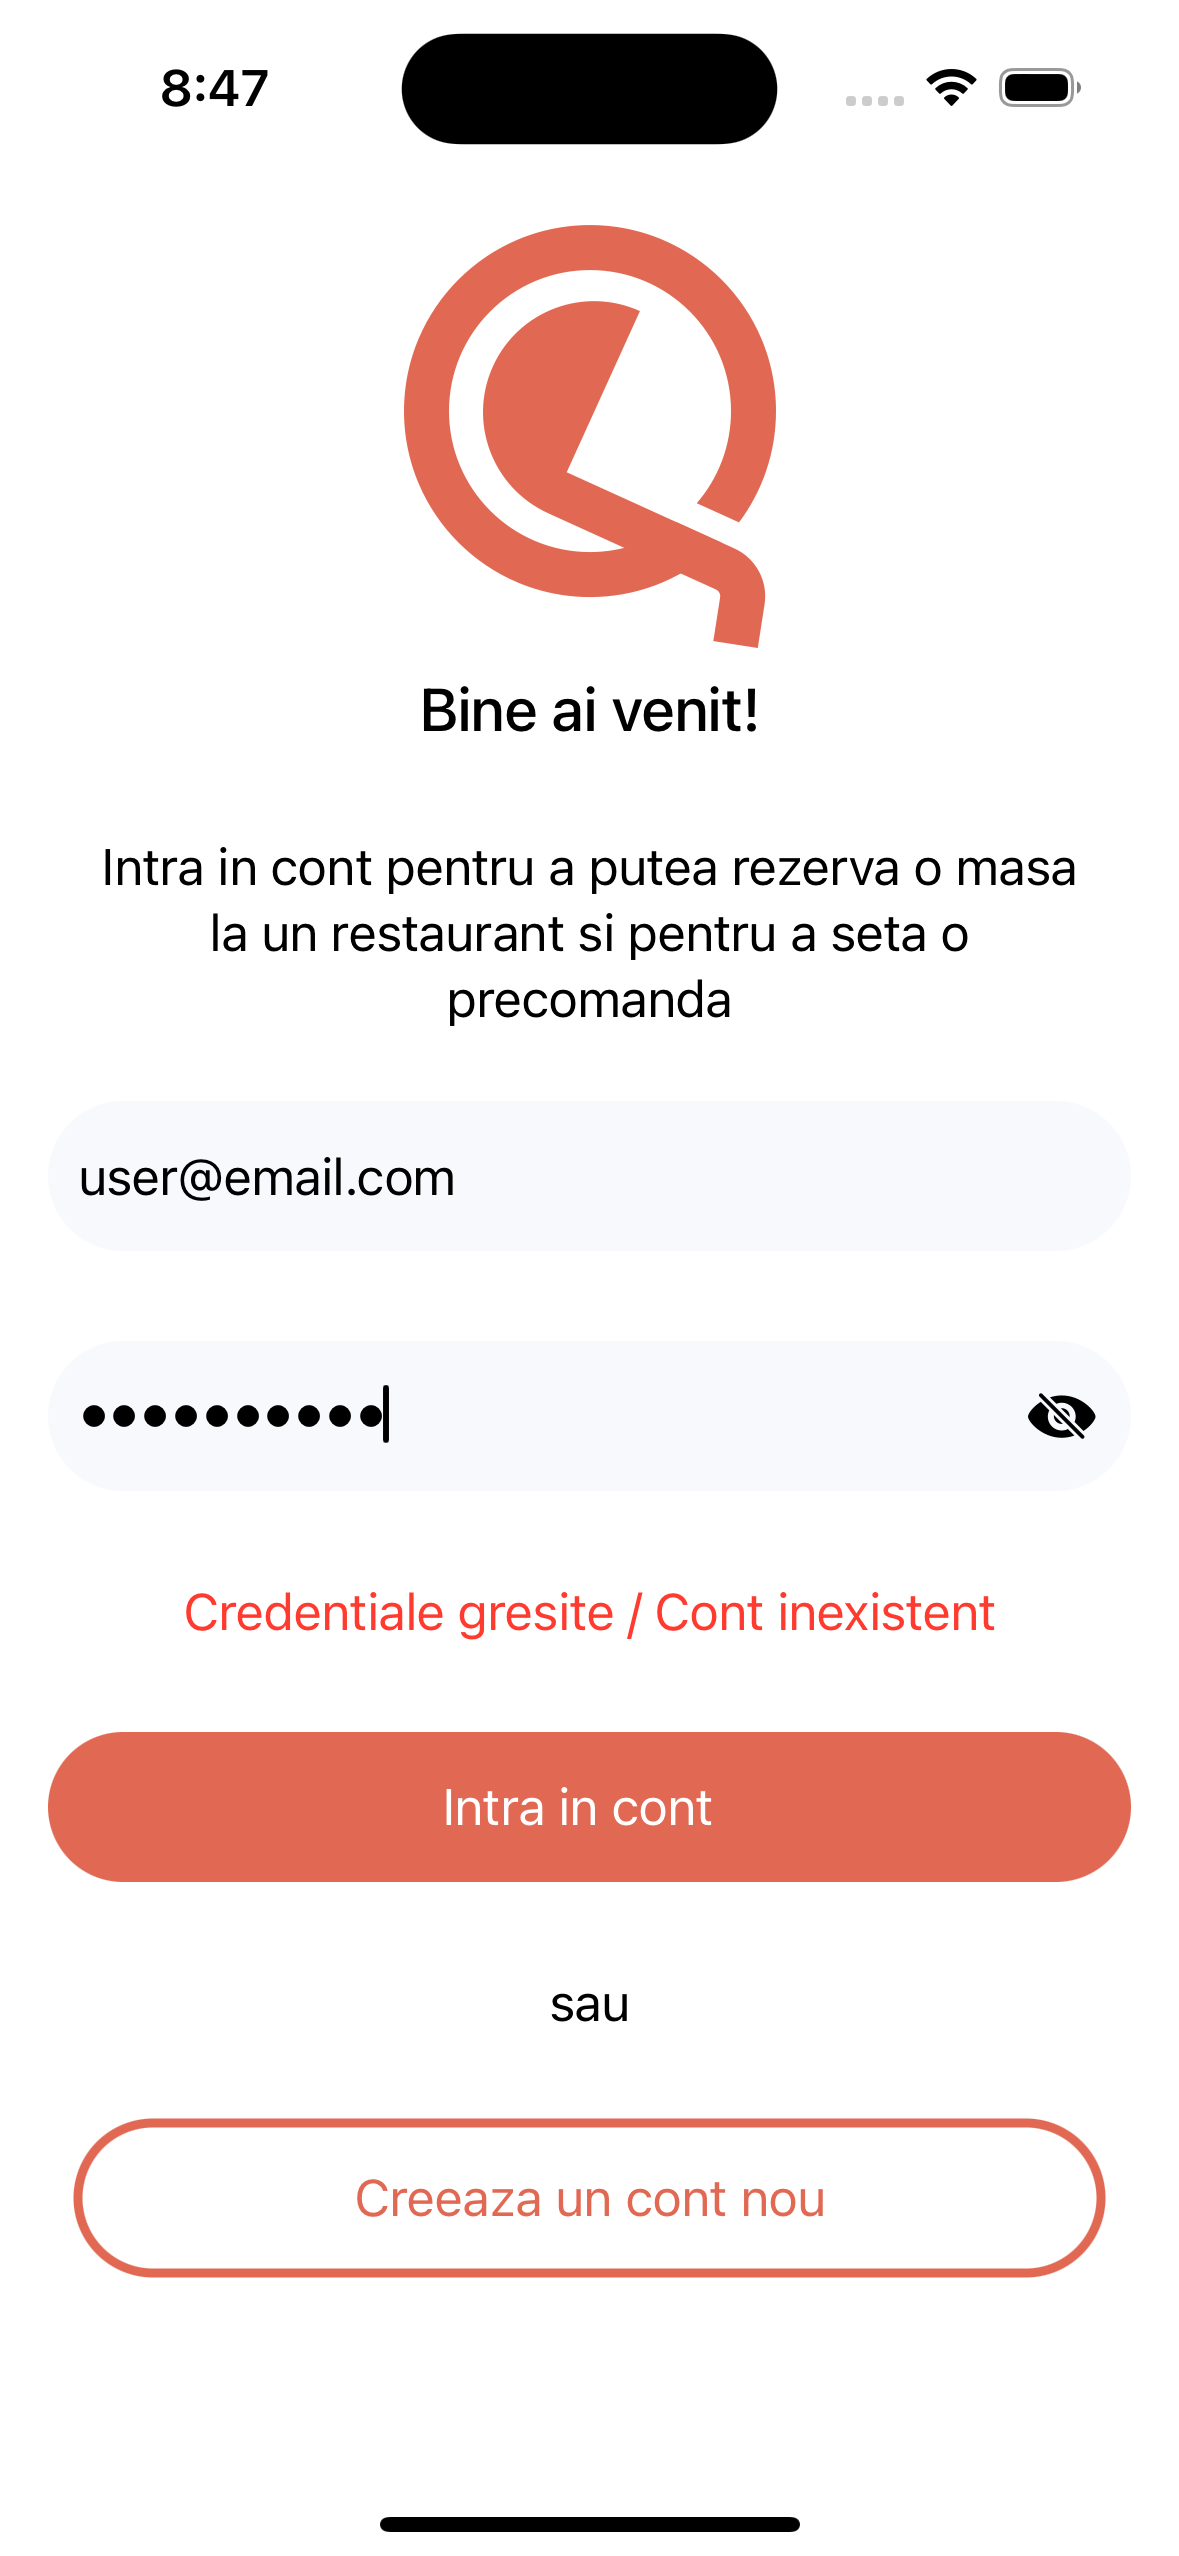 8:47
Bine ai venit!
Intra in cont pentru a putea rezerva o masa
la un restaurant si pentru a seta o
precomanda
user@email.com
••••••••••
Credentiale gresite / Cont inexistent
Intra in cont
sau
Creeaza un cont nou